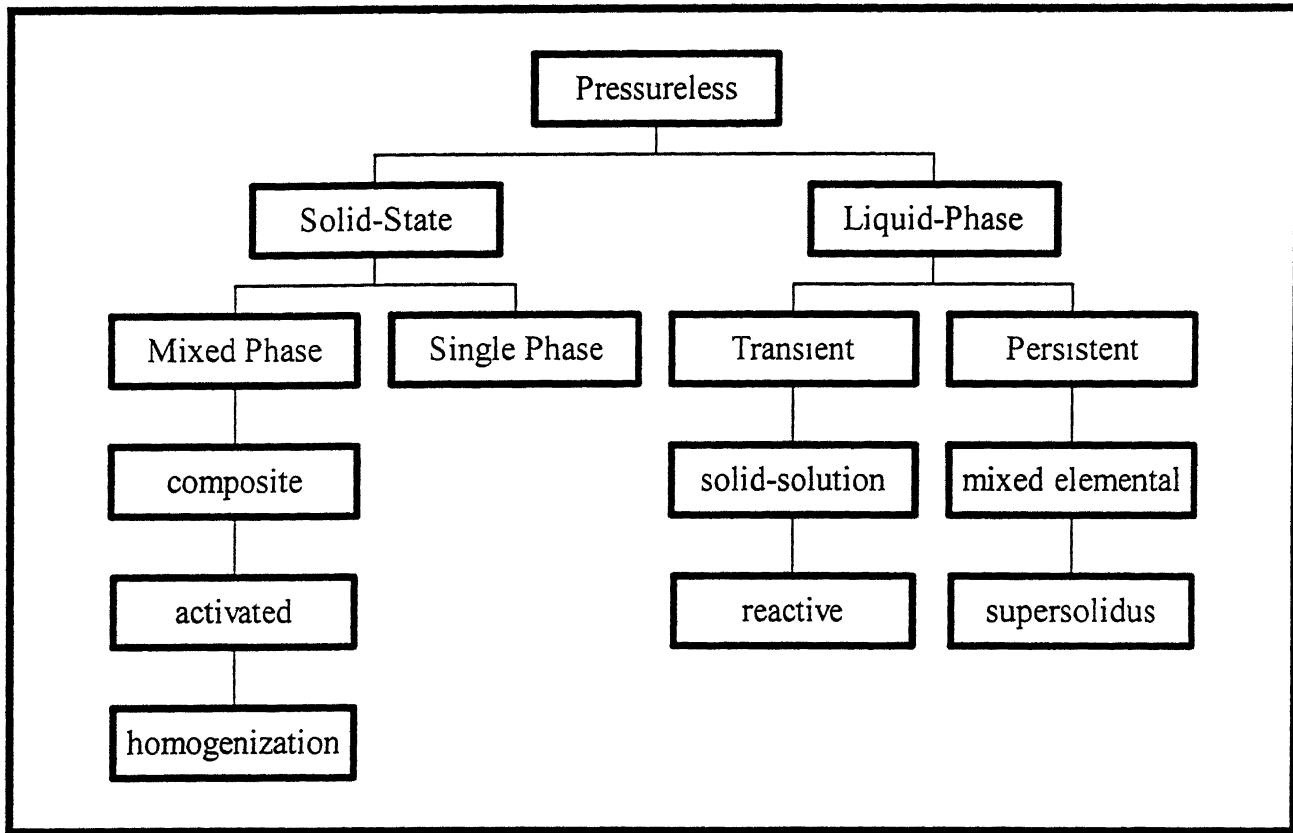 Pressureless
Solid-State
Liquid-Phase
Mixed Phase
Single Phase
Transient
Persistent
composite
solid-solution
mixed elemental
activated
reactive
supersolidus
homogenization